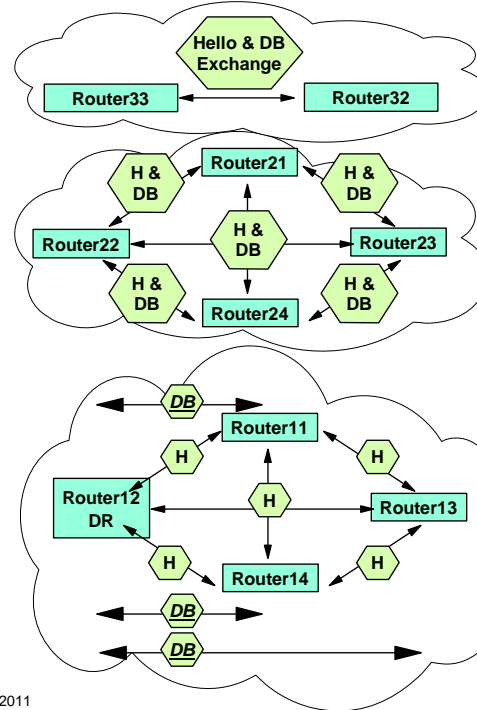 Hello & DB
Exchange
Router33
Router32
Router21
H &
DB
H &
DB
Router22
H &
DB
Router23
H &
DB
H &
DB
Router24
DB
Router11
H
H
Router12
DR
H
Router13
H
H
Router14
DB
DB
2011